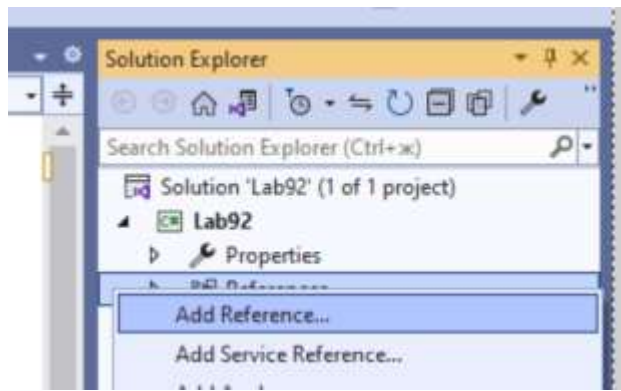 Solution Explorer
Search Solution Explorer (Ctrl+ж)
Solution 'Lab92' (1 of 1 project)
C# Lab92
Properties
References
Add Reference...
Add Service Reference...